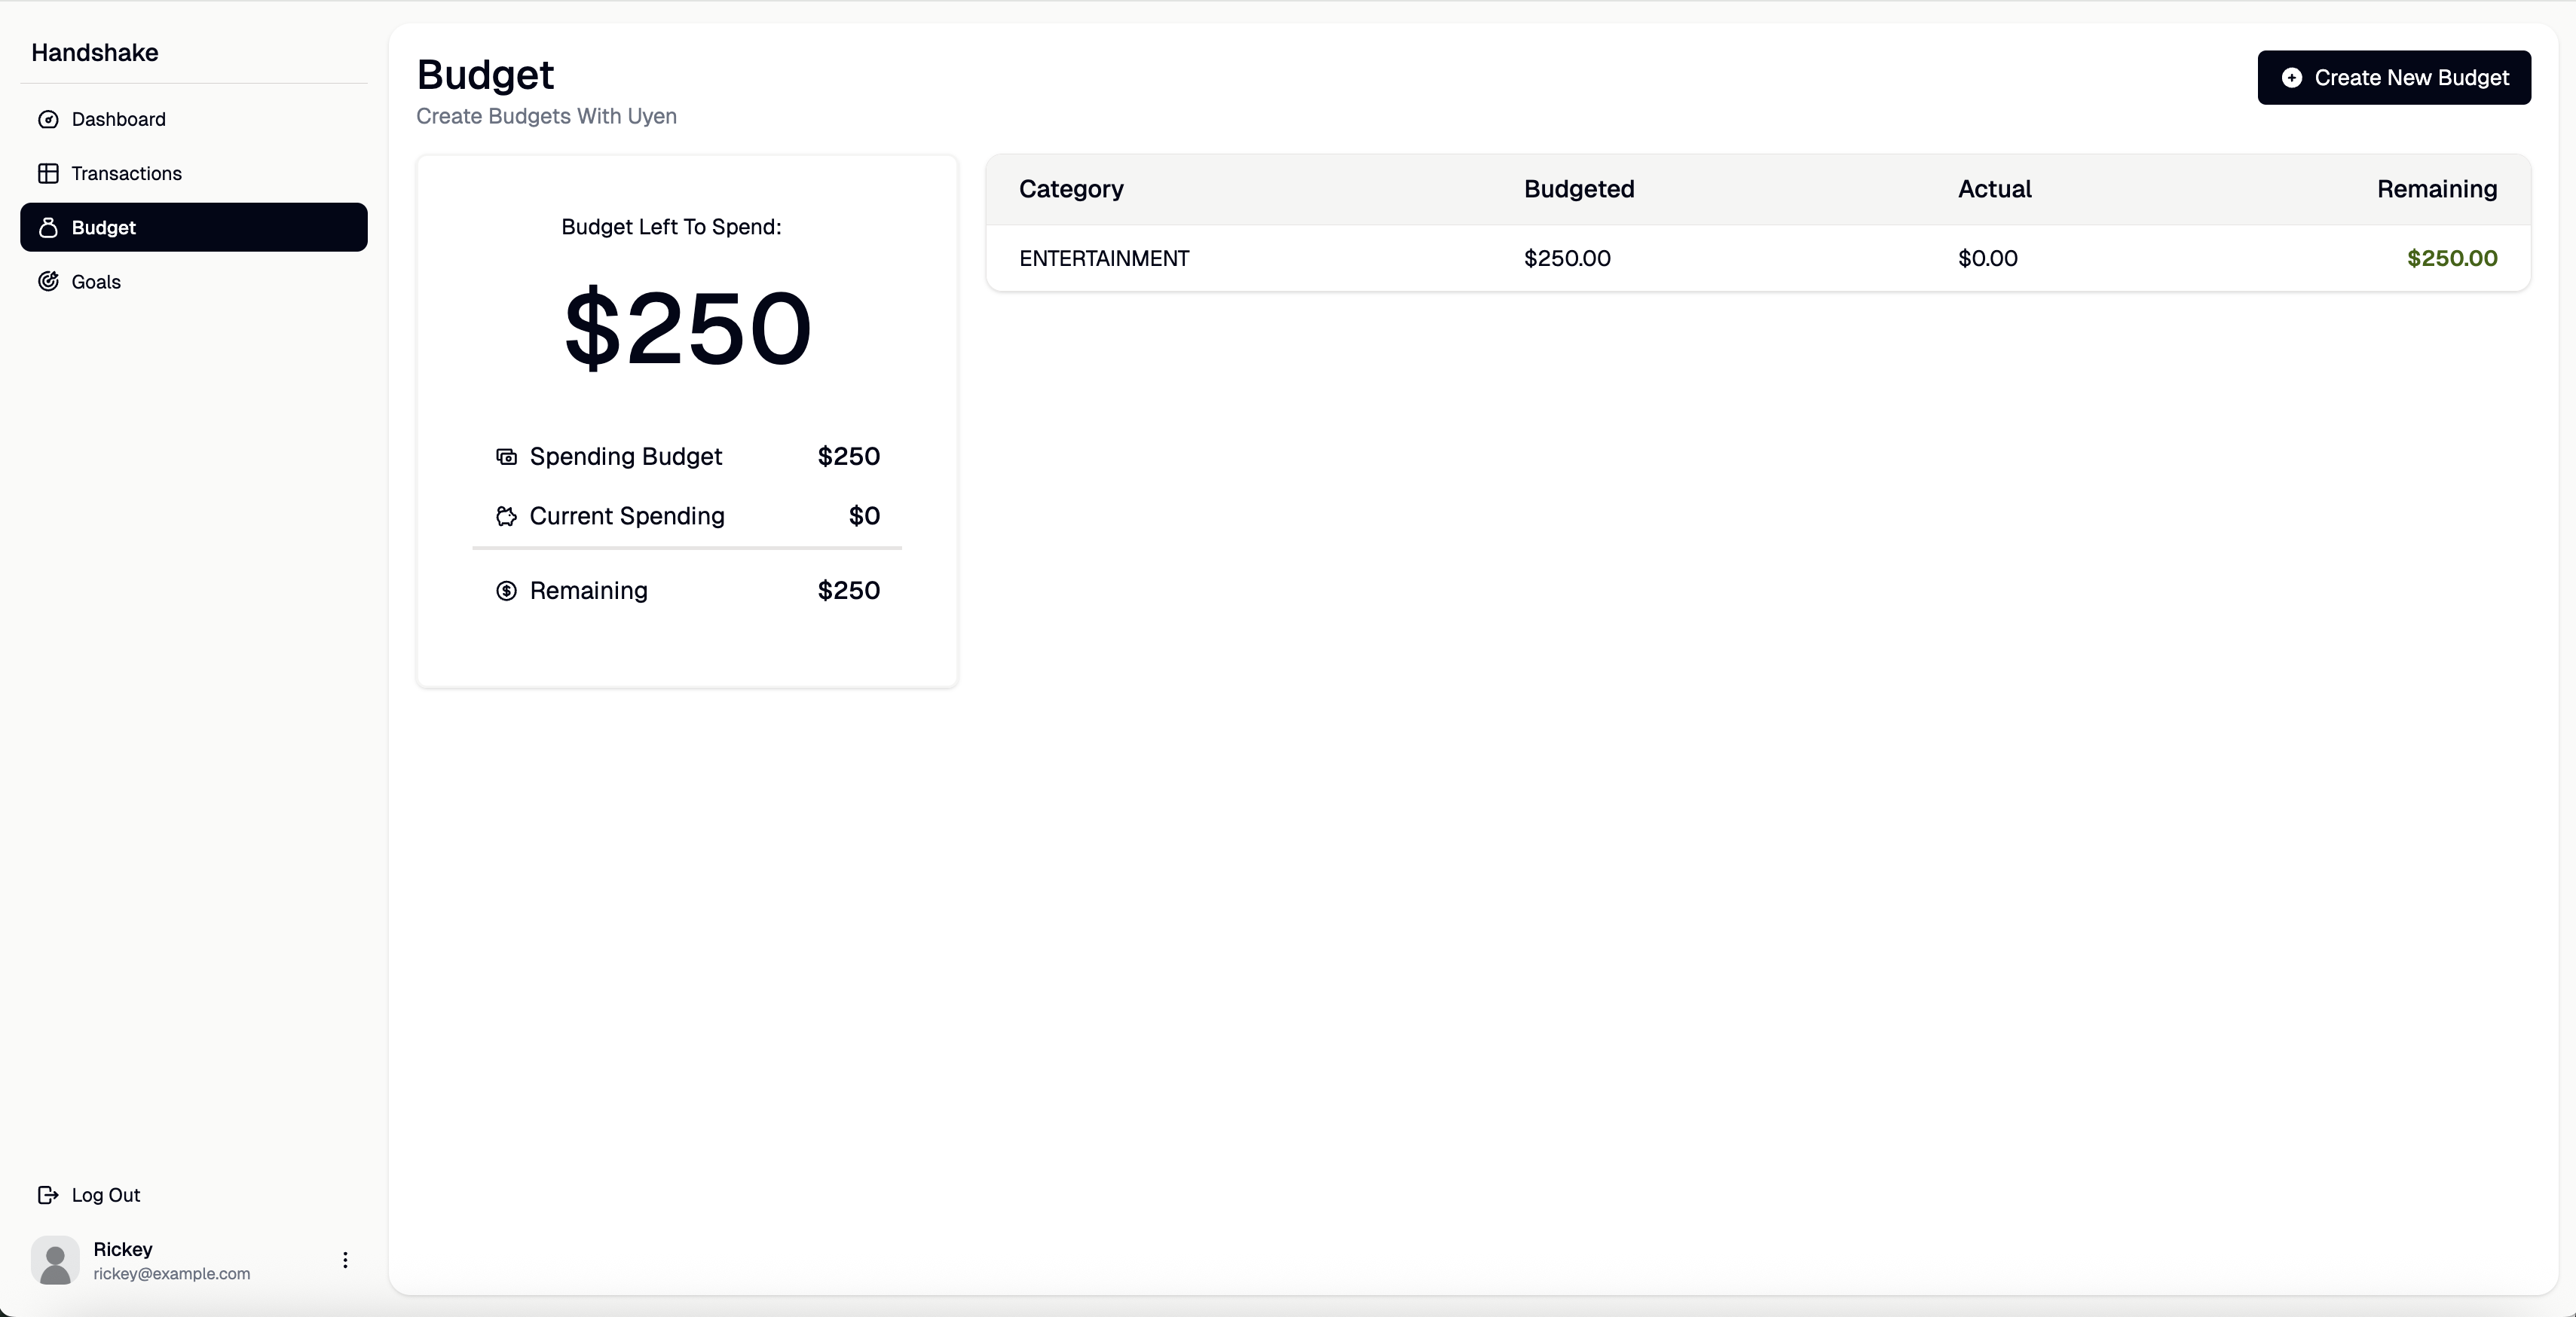 Handshake
Dashboard
Transactions
Budget
Goals
Log Out
Rickey
rickey@example.com
Budget
Create Budgets With Uyen
Create New Budget
Budget Left To Spend:
$250
Spending Budget $250
Current Spending $0
Remaining $250
Category Budgeted Actual Remaining
ENTERTAINMENT $250.00 $0.00 $250.00